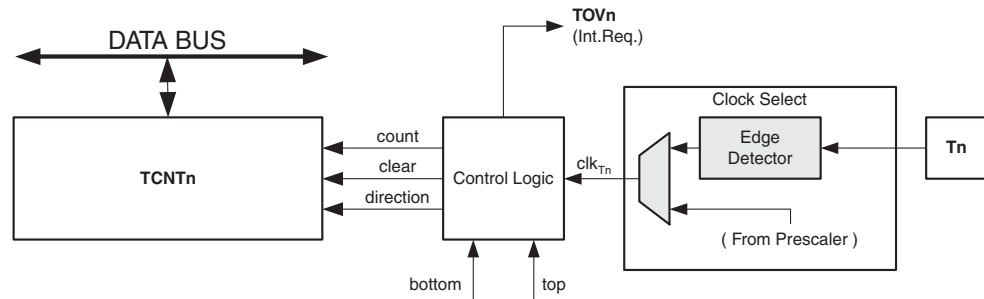 TOVn
(Int.Req.)
DATA BUS
Clock Select
count
Edge
Detector
Tn
clear
TCNTn
Control Logic
clkTn
direction
( From Prescaler )
bottom
top